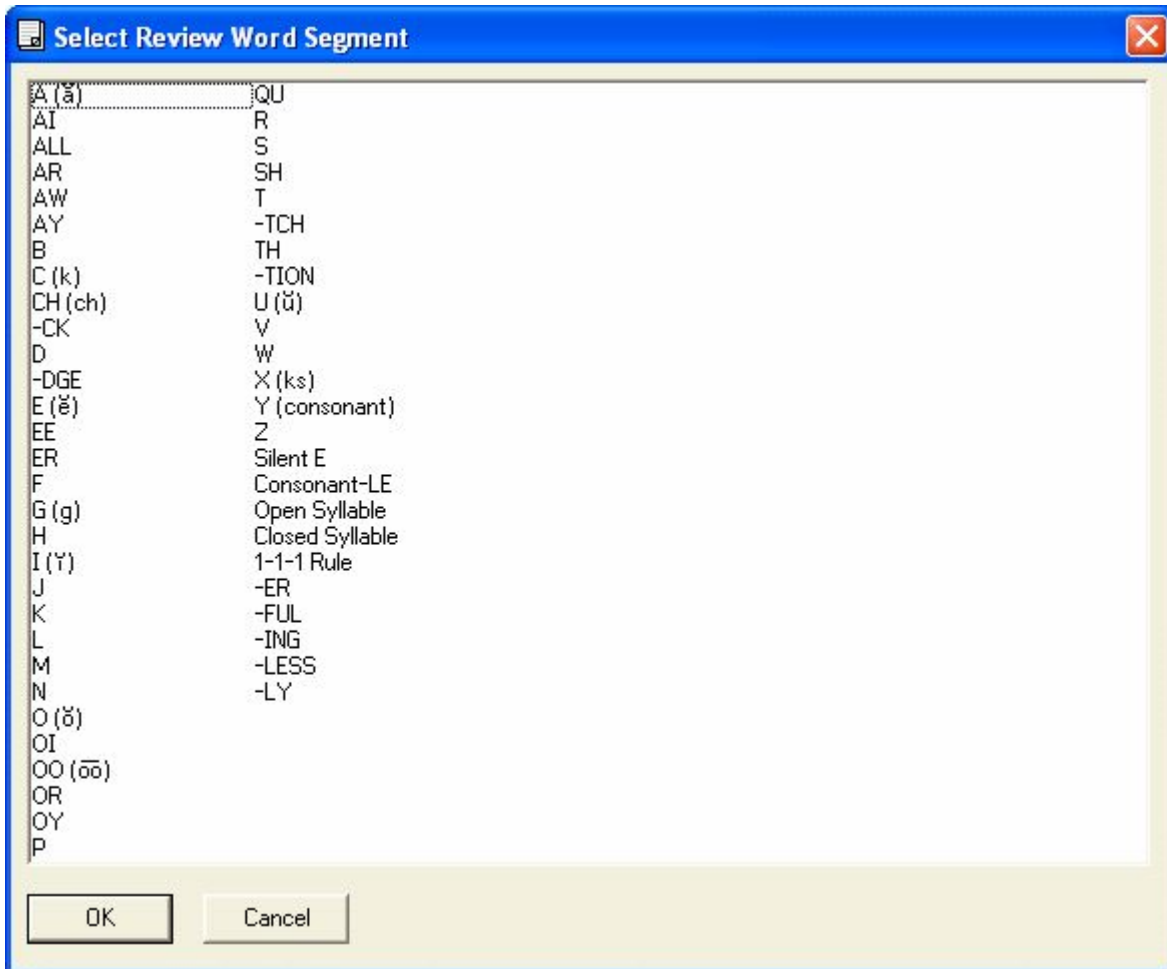 Select Review Word Segment
A (ă)
AI
ALL
AR
AW
AY
B
C (k)
CH (ch)
-CK
D
-DGE
E (ĕ)
EE
ER
F
G (g)
H
I (ĭ)
J
K
L
M
N
O (ŏ)
OI
OO (o͞o)
OR
OY
P
QU
R
S
SH
T
-TCH
TH
-TION
U (ŭ)
V
W
X (ks)
Y (consonant)
Z
Silent E
Consonant-LE
Open Syllable
Closed Syllable
1-1-1 Rule
-ER
-FUL
-ING
-LESS
-LY
OK
Cancel